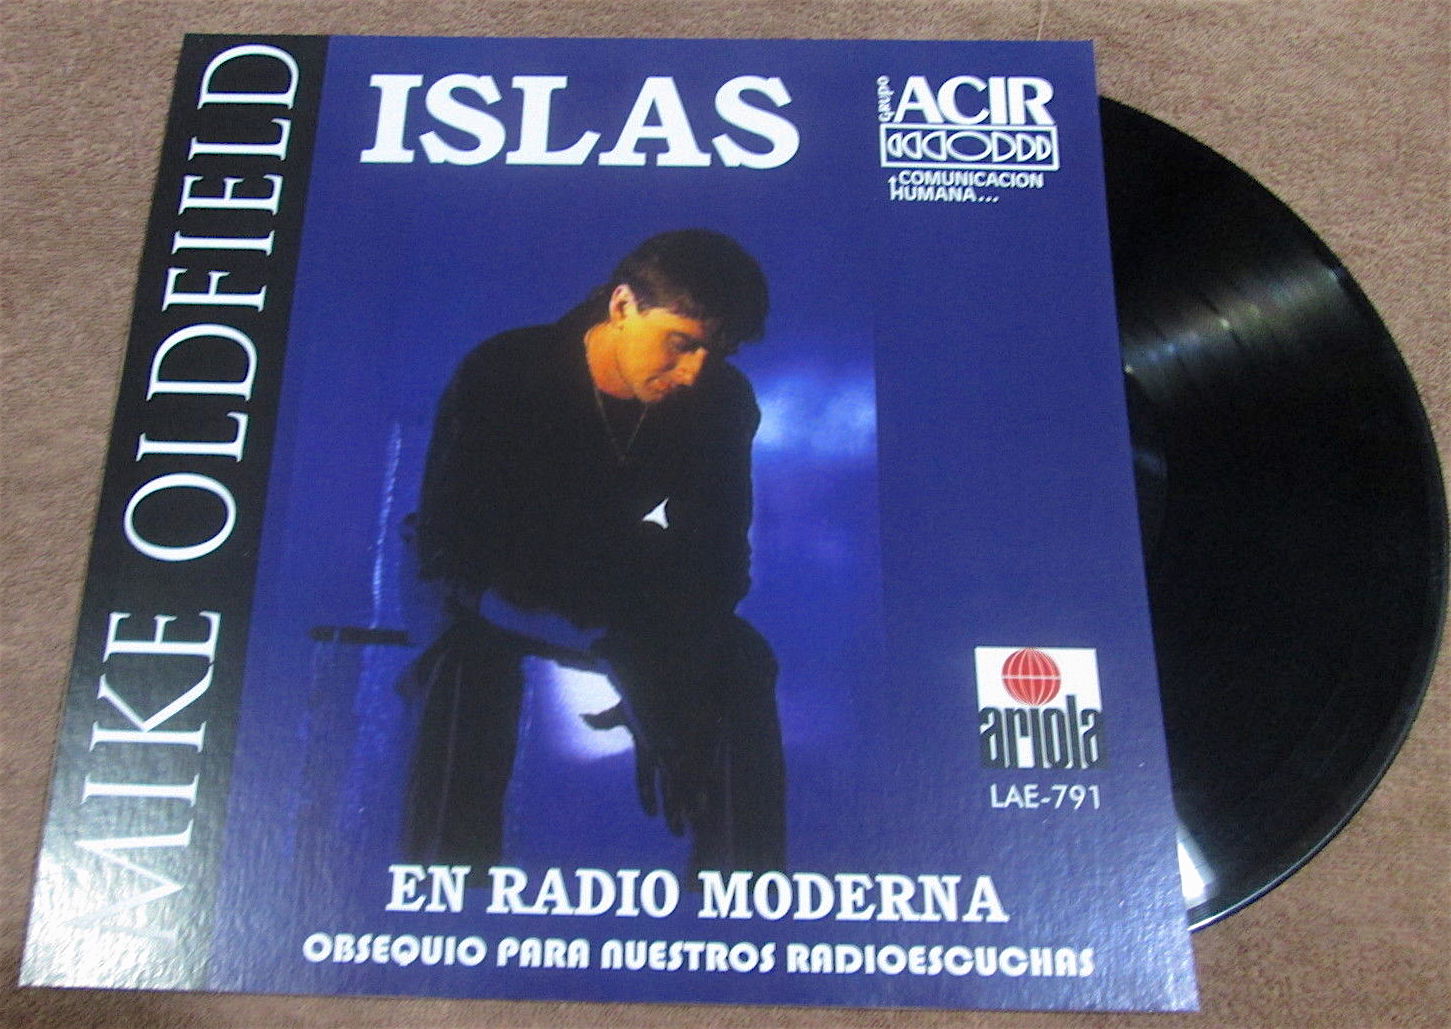 MIKE OLDFIELD
ISLAS
GRUPO
ACIR
COMUNICACION
HUMANA...
ariola
LAE-791
EN RADIO MODERNA
OBSEQUIO PARA NUESTROS RADIOESCUCHAS